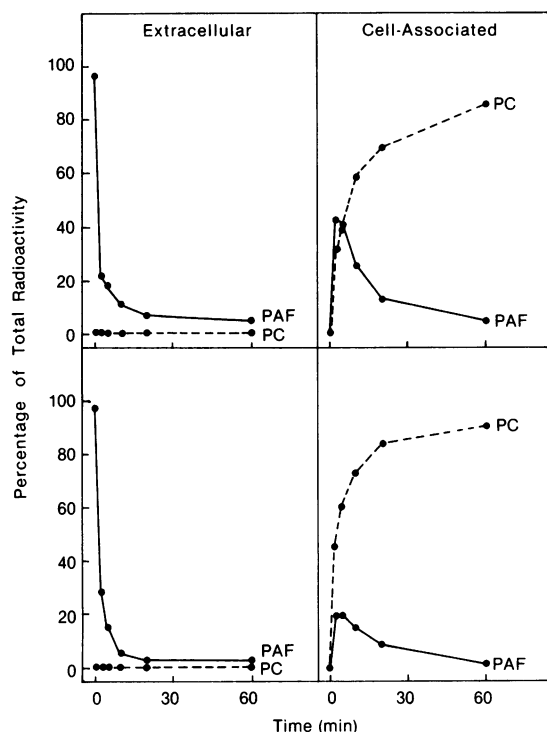 Extracellular
Cell-Associated
Percentage of Total Radioactivity
100
80
60
40
20
0
PAF
PC
PC
PAF
100
80
60
40
20
0
PAF
PC
PC
PAF
0
30
60
0
30
60
Time (min)